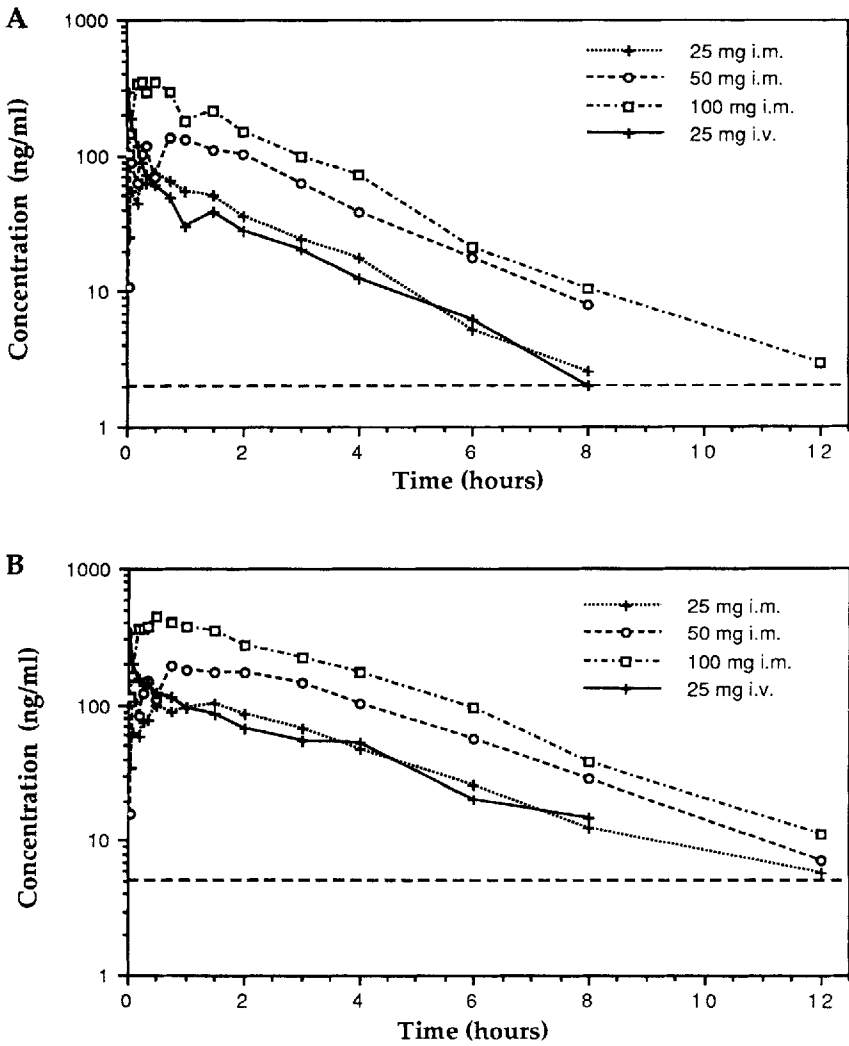 A
1000
100
10
1
Concentration (ng/ml)
25 mg i.m.
50 mg i.m.
100 mg i.m.
25 mg i.v.
0 2 4 6 8 10 12
Time (hours)
B
1000
100
10
1
Concentration (ng/ml)
25 mg i.m.
50 mg i.m.
100 mg i.m.
25 mg i.v.
0 2 4 6 8 10 12
Time (hours)